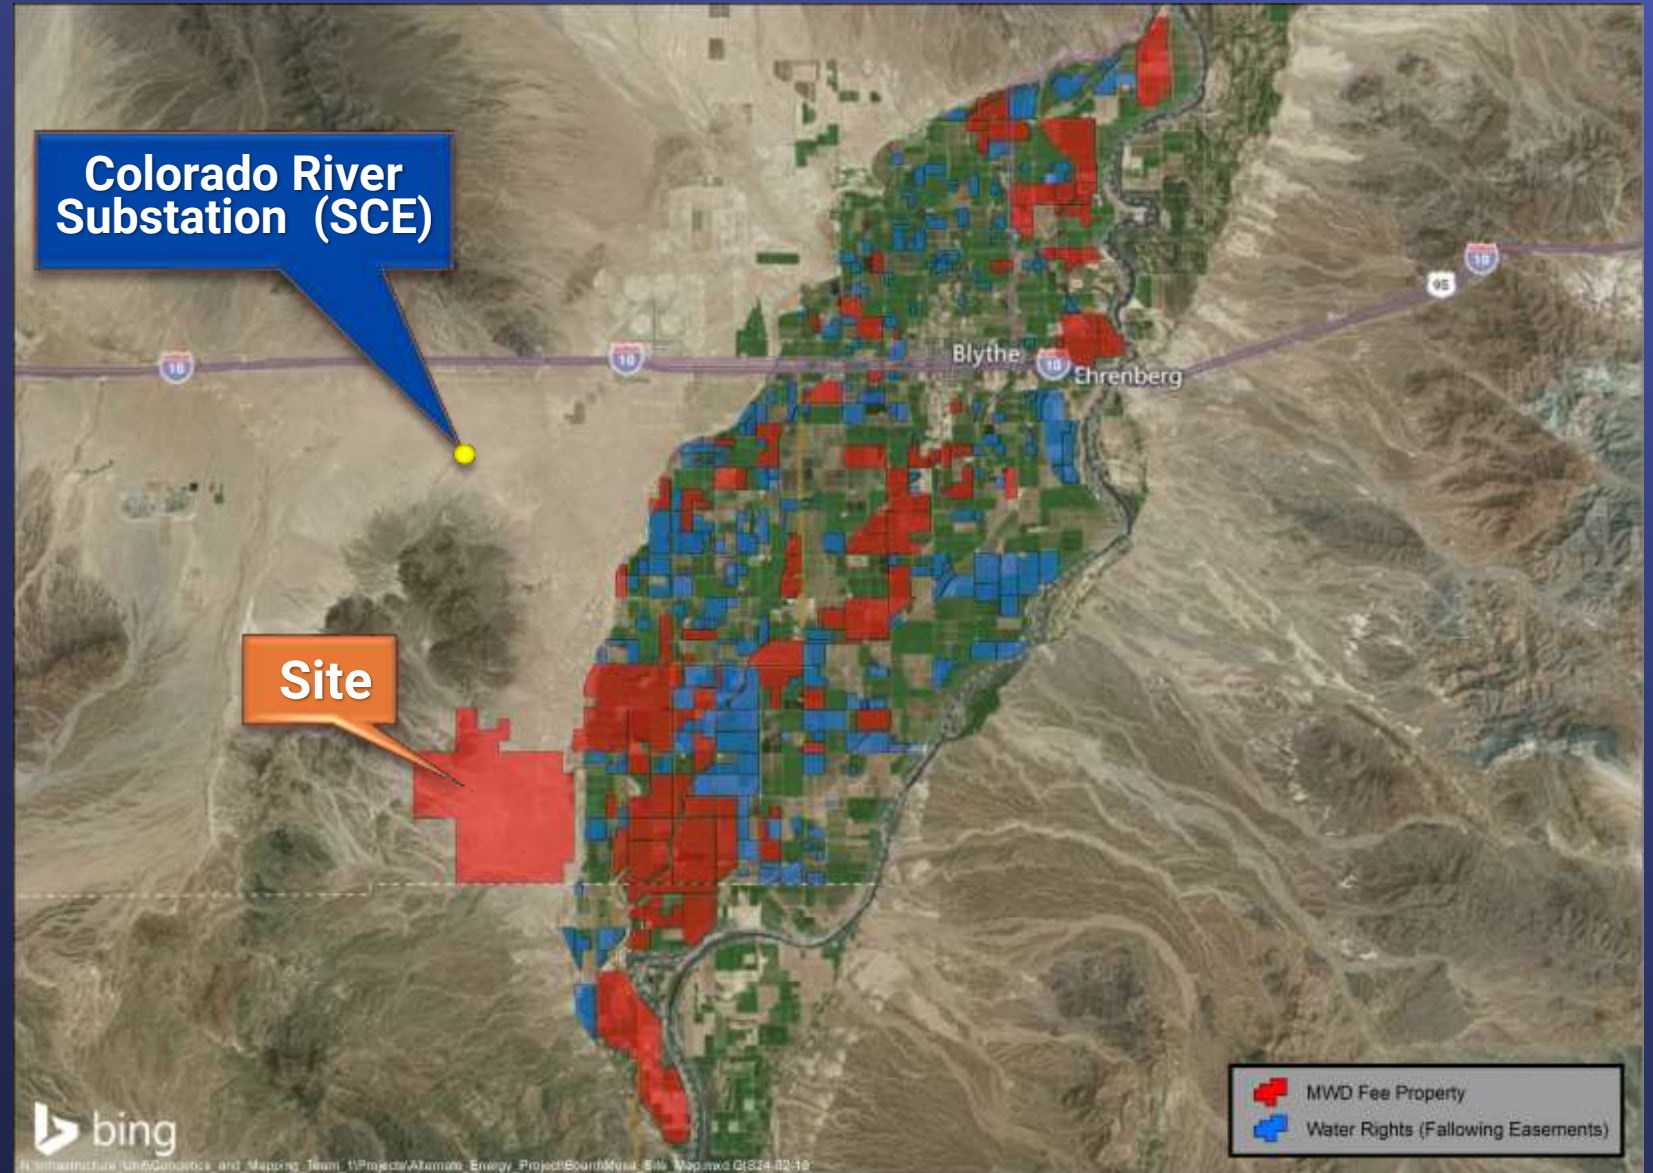 Colorado River
Substation (SCE)
10
95
10
10
Blythe
10
Ehrenberg
Site
MWD Fee Property
Water Rights (Fallowing Easements)
bing